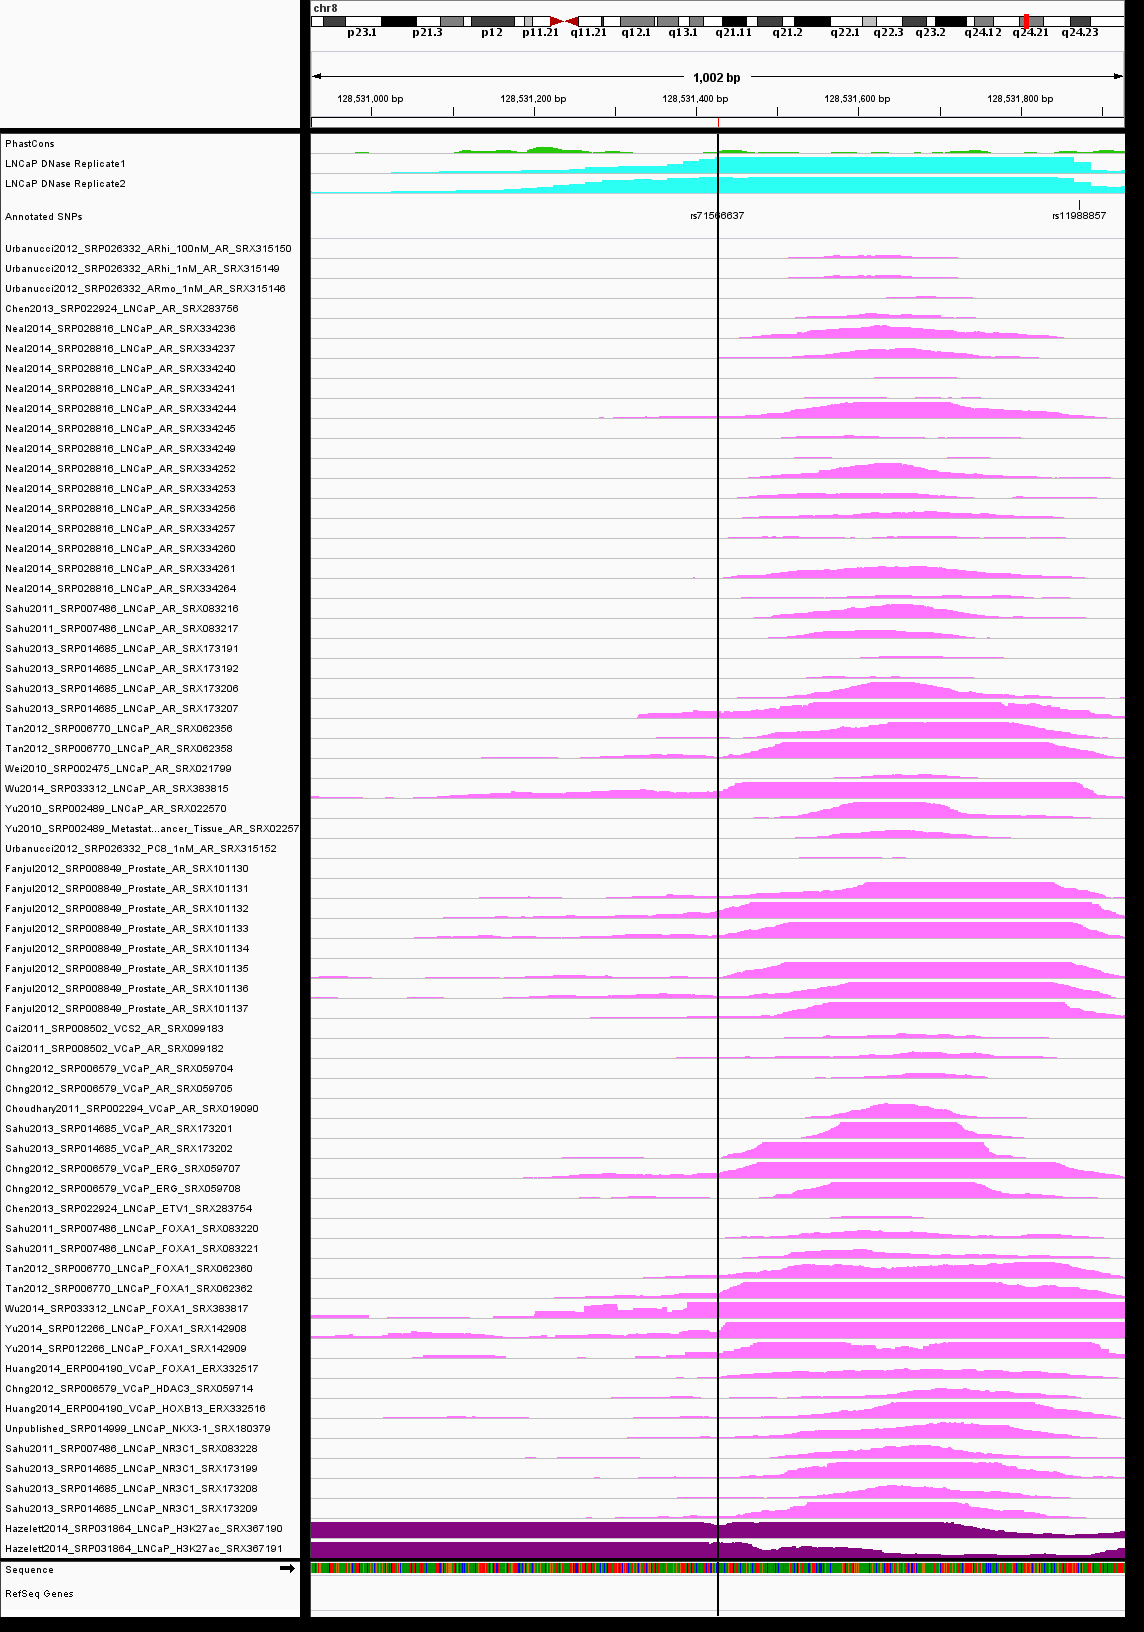 chr8
p23.1 p21.3 p12 p11.21 q11.21 q12.1 q13.1 q21.11 q21.2 q22.1 q22.3 q23.2 q24.12 q24.21 q24.23
1,002 bp
128,531,000 bp 128,531,200 bp 128,531,400 bp 128,531,600 bp 128,531,800 bp
PhastCons
LNCaP DNase Replicate1
LNCaP DNase Replicate2
Annotated SNPs rs71566637 rs11988857
Urbanucci2012_SRP026332_ARhi_100nM_AR_SRX315150
Urbanucci2012_SRP026332_ARhi_1nM_AR_SRX315149
Urbanucci2012_SRP026332_ARmo_1nM_AR_SRX315146
Chen2013_SRP022924_LNCaP_AR_SRX283756
Neal2014_SRP028816_LNCaP_AR_SRX334236
Neal2014_SRP028816_LNCaP_AR_SRX334237
Neal2014_SRP028816_LNCaP_AR_SRX334240
Neal2014_SRP028816_LNCaP_AR_SRX334241
Neal2014_SRP028816_LNCaP_AR_SRX334244
Neal2014_SRP028816_LNCaP_AR_SRX334245
Neal2014_SRP028816_LNCaP_AR_SRX334249
Neal2014_SRP028816_LNCaP_AR_SRX334252
Neal2014_SRP028816_LNCaP_AR_SRX334253
Neal2014_SRP028816_LNCaP_AR_SRX334256
Neal2014_SRP028816_LNCaP_AR_SRX334257
Neal2014_SRP028816_LNCaP_AR_SRX334260
Neal2014_SRP028816_LNCaP_AR_SRX334261
Neal2014_SRP028816_LNCaP_AR_SRX334264
Sahu2011_SRP007486_LNCaP_AR_SRX083216
Sahu2011_SRP007486_LNCaP_AR_SRX083217
Sahu2013_SRP014685_LNCaP_AR_SRX173191
Sahu2013_SRP014685_LNCaP_AR_SRX173192
Sahu2013_SRP014685_LNCaP_AR_SRX173206
Sahu2013_SRP014685_LNCaP_AR_SRX173207
Tan2012_SRP006770_LNCaP_AR_SRX062356
Tan2012_SRP006770_LNCaP_AR_SRX062358
Wei2010_SRP002475_LNCaP_AR_SRX021799
Wu2014_SRP033312_LNCaP_AR_SRX383815
Yu2010_SRP002489_LNCaP_AR_SRX022570
Yu2010_SRP002489_Metastat...ancer_Tissue_AR_SRX02257
Urbanucci2012_SRP026332_PC8_1nM_AR_SRX315152
Fanjul2012_SRP008849_Prostate_AR_SRX101130
Fanjul2012_SRP008849_Prostate_AR_SRX101131
Fanjul2012_SRP008849_Prostate_AR_SRX101132
Fanjul2012_SRP008849_Prostate_AR_SRX101133
Fanjul2012_SRP008849_Prostate_AR_SRX101134
Fanjul2012_SRP008849_Prostate_AR_SRX101135
Fanjul2012_SRP008849_Prostate_AR_SRX101136
Fanjul2012_SRP008849_Prostate_AR_SRX101137
Cai2011_SRP008502_VCS2_AR_SRX099183
Cai2011_SRP008502_VCaP_AR_SRX099182
Chng2012_SRP006579_VCaP_AR_SRX059704
Chng2012_SRP006579_VCaP_AR_SRX059705
Choudhary2011_SRP002294_VCaP_AR_SRX019090
Sahu2013_SRP014685_VCaP_AR_SRX173201
Sahu2013_SRP014685_VCaP_AR_SRX173202
Chng2012_SRP006579_VCaP_ERG_SRX059707
Chng2012_SRP006579_VCaP_ERG_SRX059708
Chen2013_SRP022924_LNCaP_ETV1_SRX283754
Sahu2011_SRP007486_LNCaP_FOXA1_SRX083220
Sahu2011_SRP007486_LNCaP_FOXA1_SRX083221
Tan2012_SRP006770_LNCaP_FOXA1_SRX062360
Tan2012_SRP006770_LNCaP_FOXA1_SRX062362
Wu2014_SRP033312_LNCaP_FOXA1_SRX383817
Yu2014_SRP012266_LNCaP_FOXA1_SRX142908
Yu2014_SRP012266_LNCaP_FOXA1_SRX142909
Huang2014_ERP004190_VCaP_FOXA1_ERX332517
Chng2012_SRP006579_VCaP_HDAC3_SRX059714
Huang2014_ERP004190_VCaP_HOXB13_ERX332516
Unpublished_SRP014999_LNCaP_NKX3-1_SRX180379
Sahu2011_SRP007486_LNCaP_NR3C1_SRX083228
Sahu2013_SRP014685_LNCaP_NR3C1_SRX173199
Sahu2013_SRP014685_LNCaP_NR3C1_SRX173208
Sahu2013_SRP014685_LNCaP_NR3C1_SRX173209
Hazelett2014_SRP031864_LNCaP_H3K27ac_SRX367190
Hazelett2014_SRP031864_LNCaP_H3K27ac_SRX367191
Sequence
RefSeq Genes